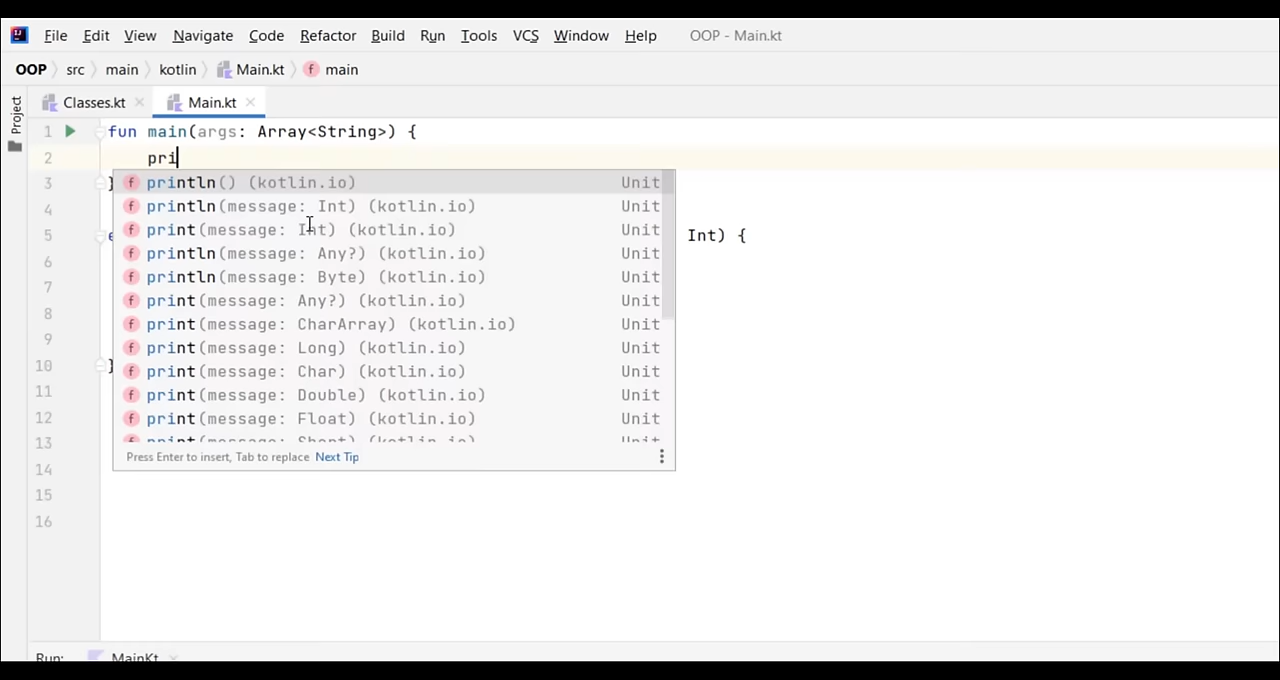 File Edit View Navigate Code Refactor Build Run Tools VCS Window Help OOP - Main.kt
OOP src main kotlin Main.kt main
Classes.kt Main.kt
Project
1 fun main(args: Array<String>) {
2 pri
3 }
println() (kotlin.io) Unit
println(message: Int) (kotlin.io) Unit
4
print(message: Int) (kotlin.io) Unit
5 e Int) {
println(message: Any?) (kotlin.io) Unit
6
println(message: Byte) (kotlin.io) Unit
7
print(message: Any?) (kotlin.io) Unit
8
print(message: CharArray) (kotlin.io) Unit
9
print(message: Long) (kotlin.io) Unit
10 }
print(message: Char) (kotlin.io) Unit
11
print(message: Double) (kotlin.io) Unit
12
print(message: Float) (kotlin.io) Unit
13
print(message: Short) (kotlin.io) Unit
Press Enter to insert, Tab to replace Next Tip
14
15
16
Run: MainKt